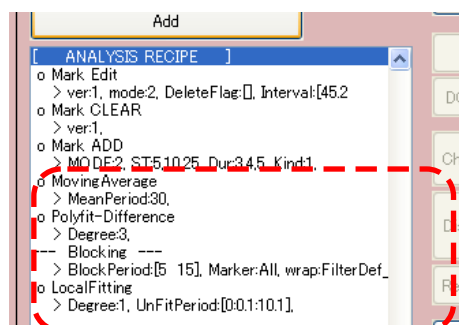 Add
[ ANALYSIS RECIPE ]
o Mark Edit
> ver:1, mode:2, DeleteFlag:[], Interval:[45.2
o Mark CLEAR
> ver:1,
o Mark ADD
> MODE:2, ST:5,10,25, Dur:3,4,5, Kind:1,
o MovingAverage
> MeanPeriod:30,
o Polyfit-Difference
> Degree:3,
--- Blocking ---
> BlockPeriod:[5 15], Marker:All, wrap:FilterDef_
o LocalFitting
> Degree:1, UnFitPeriod:[0:0.1:10.1],
Ch